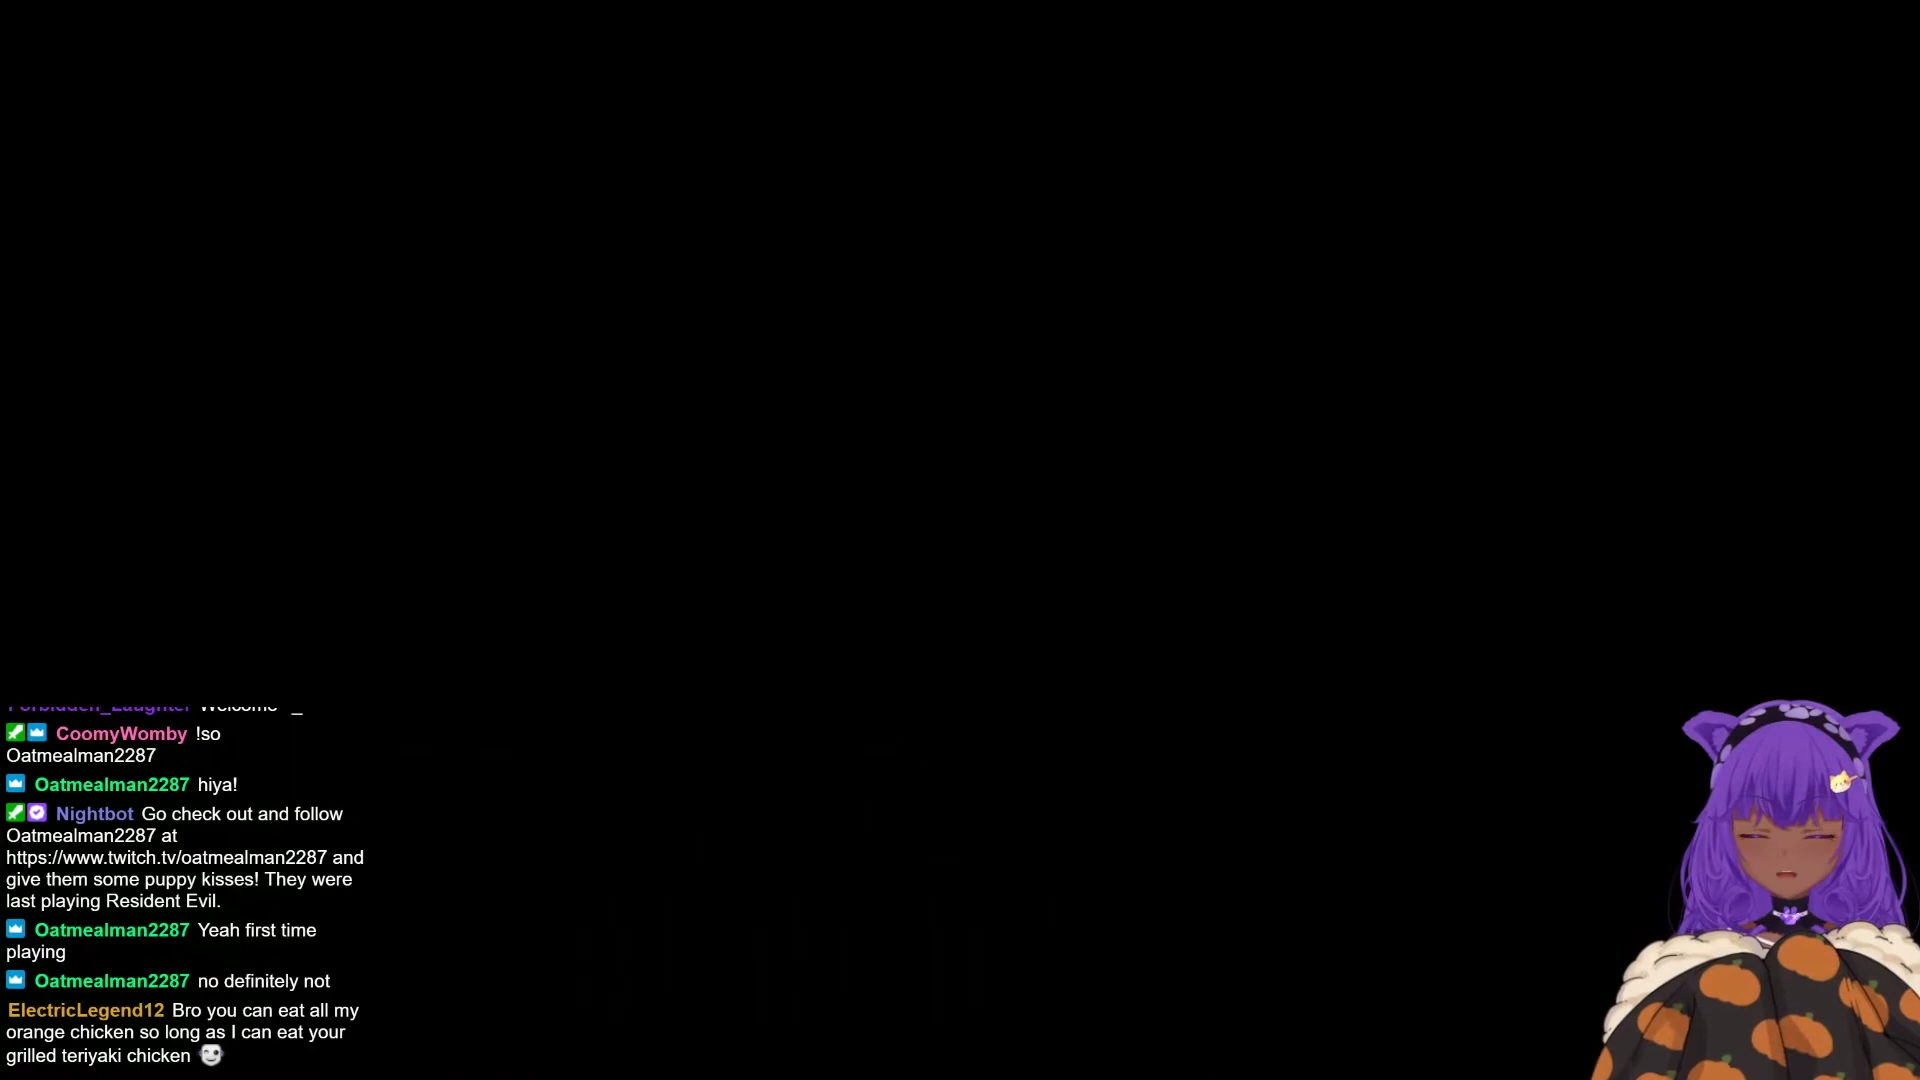 Forbidden_Laughter Welcome
CoomyWomby !so
Oatmealman2287
Oatmealman2287 hiya!
Nightbot Go check out and follow
Oatmealman2287 at
https://www.twitch.tv/oatmealman2287 and
give them some puppy kisses! They were
last playing Resident Evil.
Oatmealman2287 Yeah first time
playing
Oatmealman2287 no definitely not
ElectricLegend12 Bro you can eat all my
orange chicken so long as I can eat your
grilled teriyaki chicken